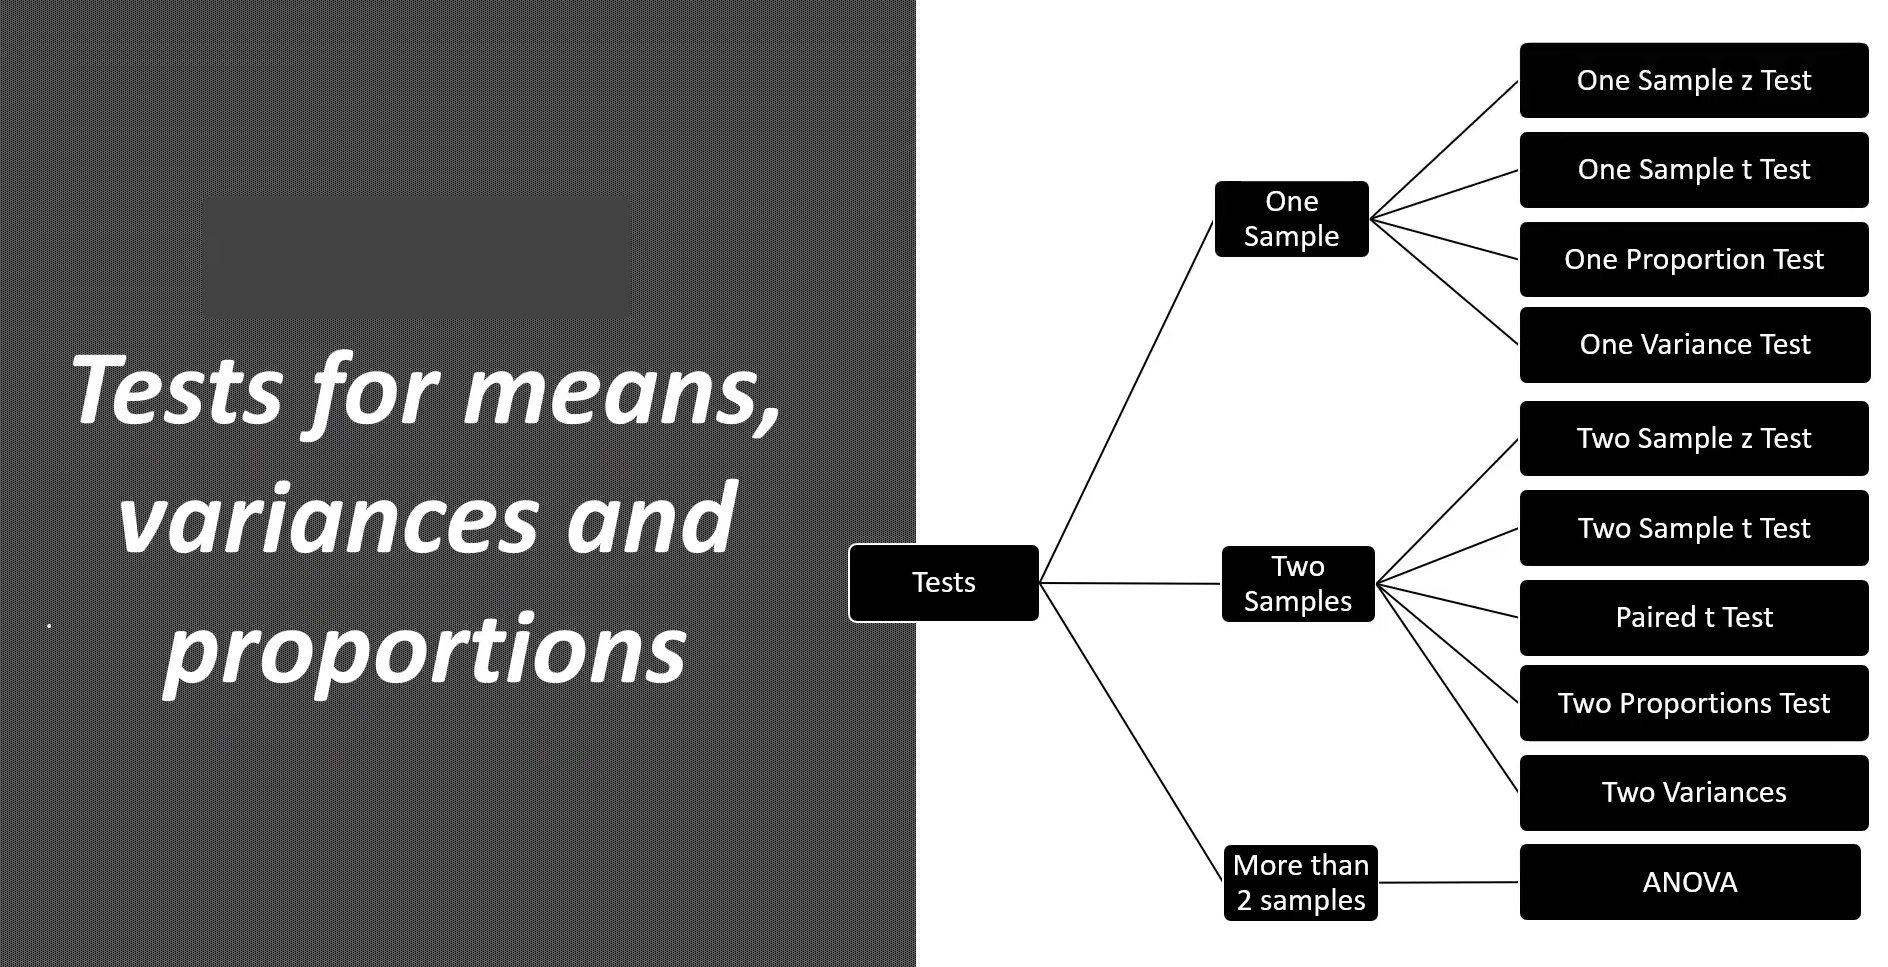 Tests for means,
variances and
proportions
Tests
One
Sample
One Sample z Test
One Sample t Test
One Proportion Test
One Variance Test
Two
Samples
Two Sample z Test
Two Sample t Test
Paired t Test
Two Proportions Test
Two Variances
More than
2 samples
ANOVA